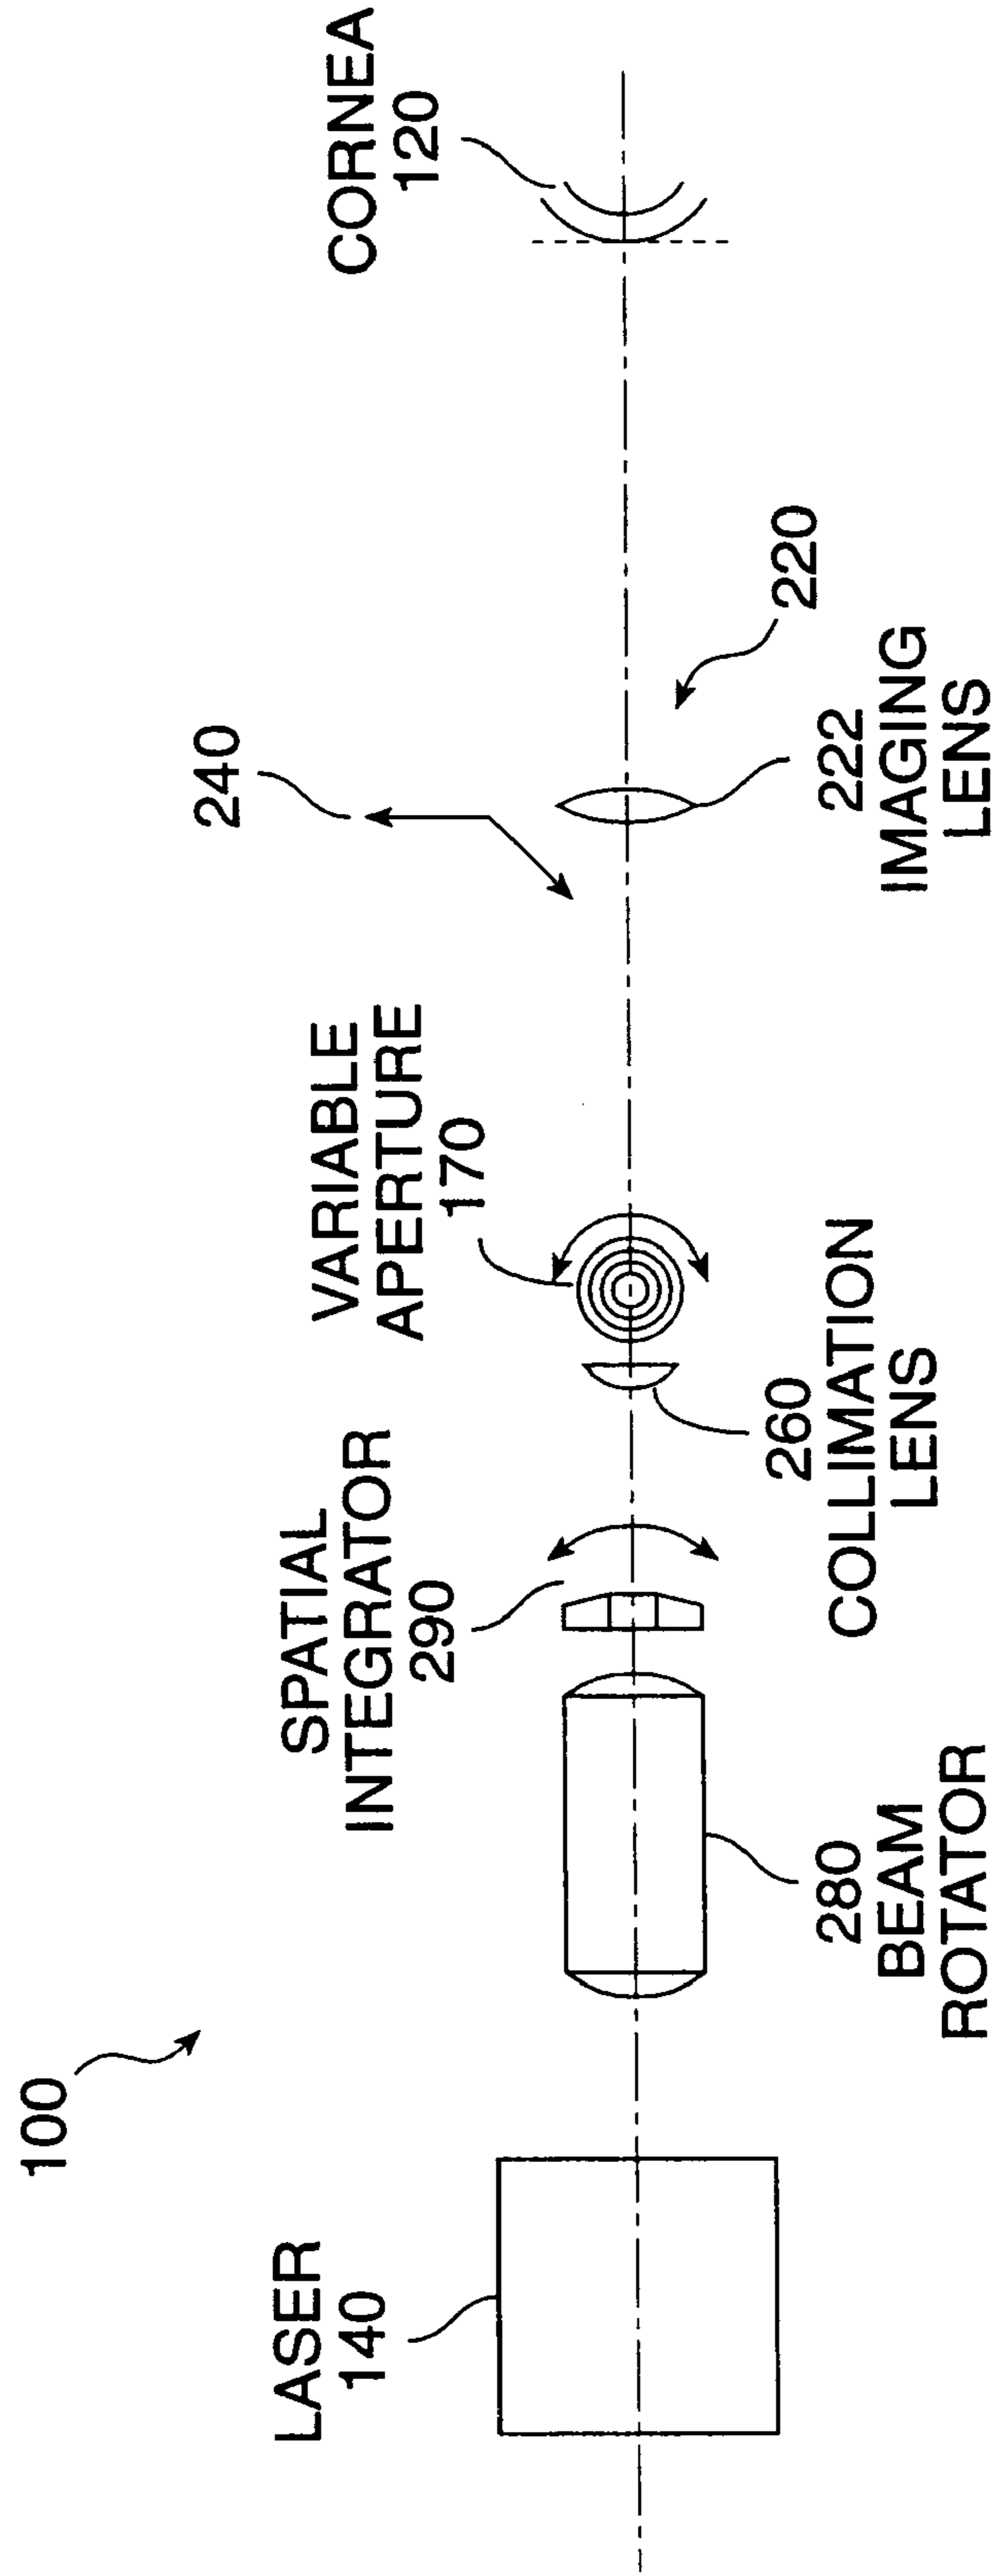 100
LASER
140
280
BEAM
ROTATOR
SPATIAL
INTEGRATOR
290
260
COLLIMATION
LENS
VARIABLE
APERTURE
170
240
222
IMAGING
LENS
220
CORNEA
120